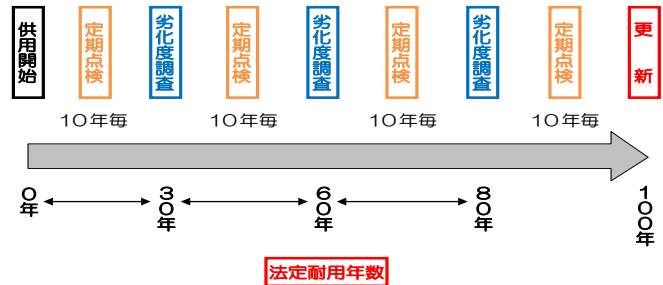 供用開始
定期点検
劣化度調査
定期点検
劣化度調査
定期点検
劣化度調査
定期点検
更新
10年毎
10年毎
10年毎
10年毎
0年
30年
60年
80年
100年
法定耐用年数